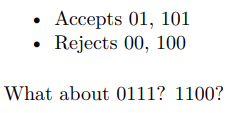 • Accepts 01, 101
• Rejects 00, 100
What about 0111? 1100?